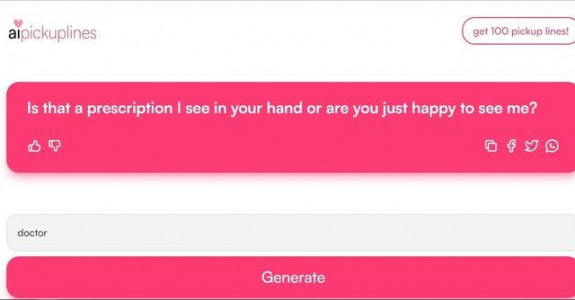 aipickuplines
get 100 pickup lines!
Is that a prescription I see in your hand or are you just happy to see me?
doctor
Generate